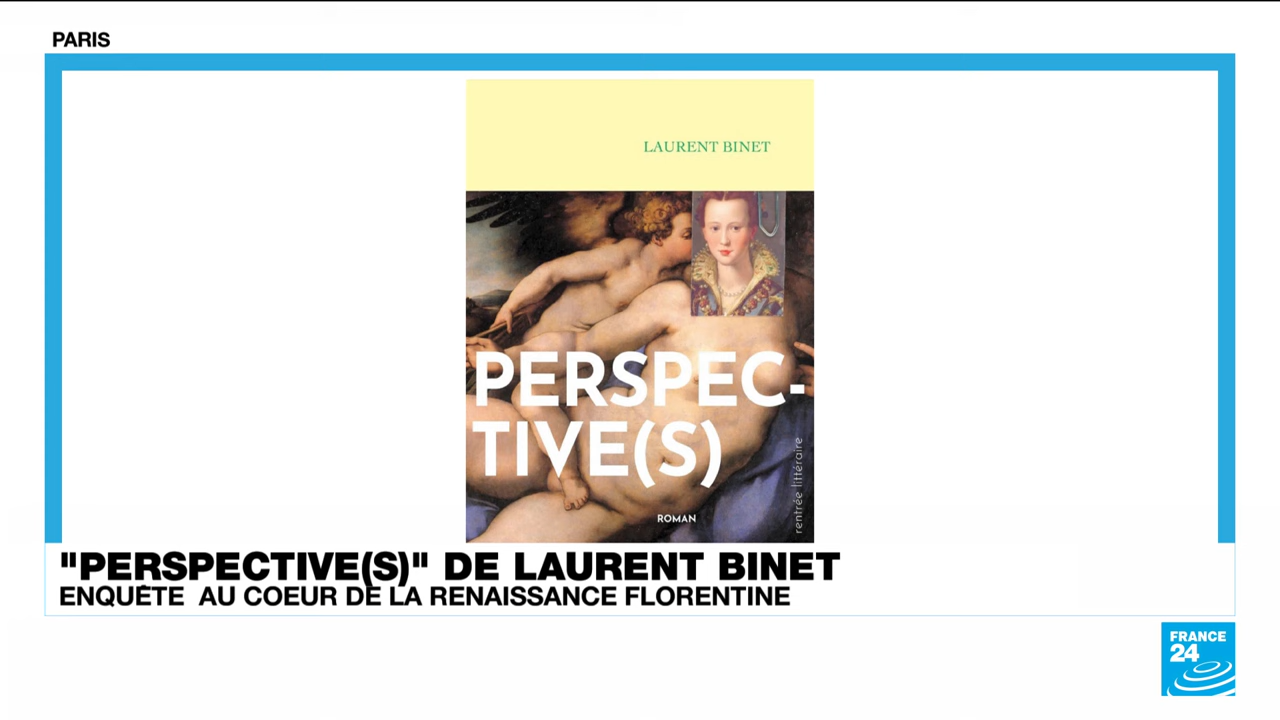 PARIS
LAURENT BINET
PERSPEC-
TIVE(S)
ROMAN
rentrée littéraire
"PERSPECTIVE(S)" DE LAURENT BINET
ENQUÊTE AU COEUR DE LA RENAISSANCE FLORENTINE
FRANCE
24